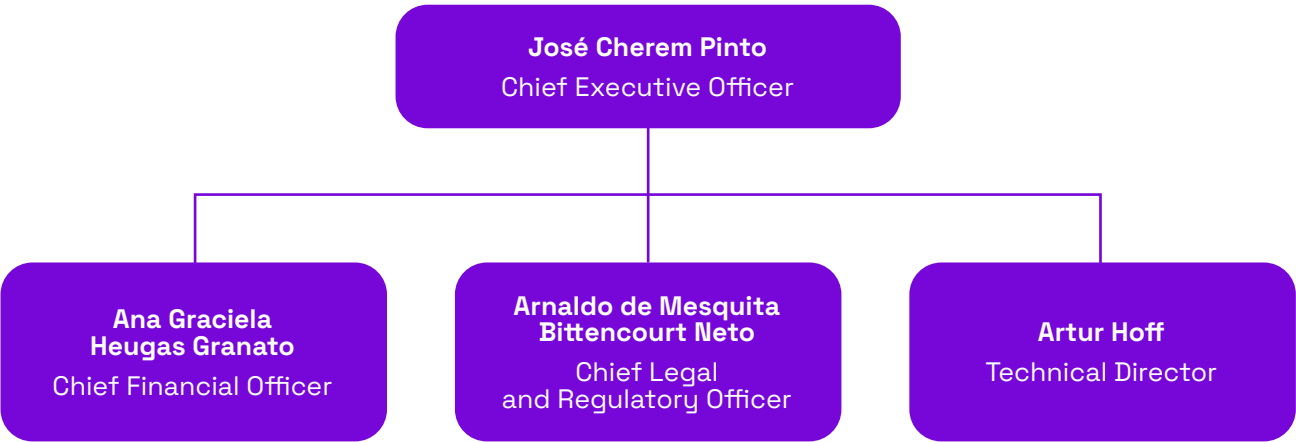 José Cherem Pinto
Chief Executive Officer
Ana Graciela
Heugas Granato
Chief Financial Officer
Arnaldo de Mesquita
Bittencourt Neto
Chief Legal
and Regulatory Officer
Artur Hoff
Technical Director